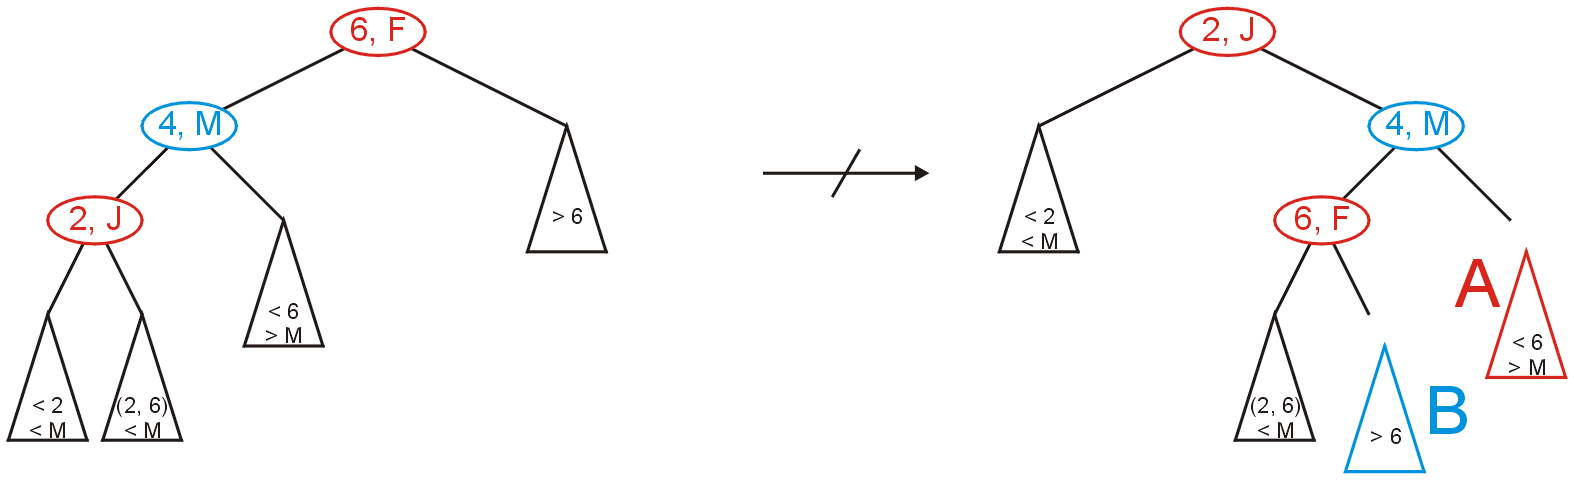 6, F
4, M
2, J
> 6
< 6
> M
< 2
< M
(2, 6)
< M
2, J
4, M
6, F
< 2
< M
A
< 6
> M
(2, 6)
< M
> 6
B